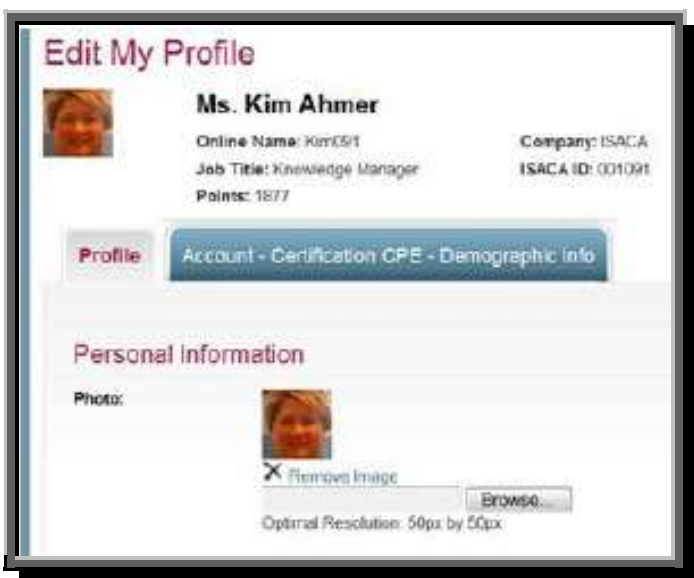 Edit My Profile
Ms. Kim Ahmer
Online Name: Kim091 Company: ISACA
Job Title: Knowledge Manager ISACA ID: 001091
Points: 1877
Profile Account - Certification CPE - Demographic Info
Personal Information
Photo:
X Remove Image
Browse...
Optimal Resolution: 50px by 50px